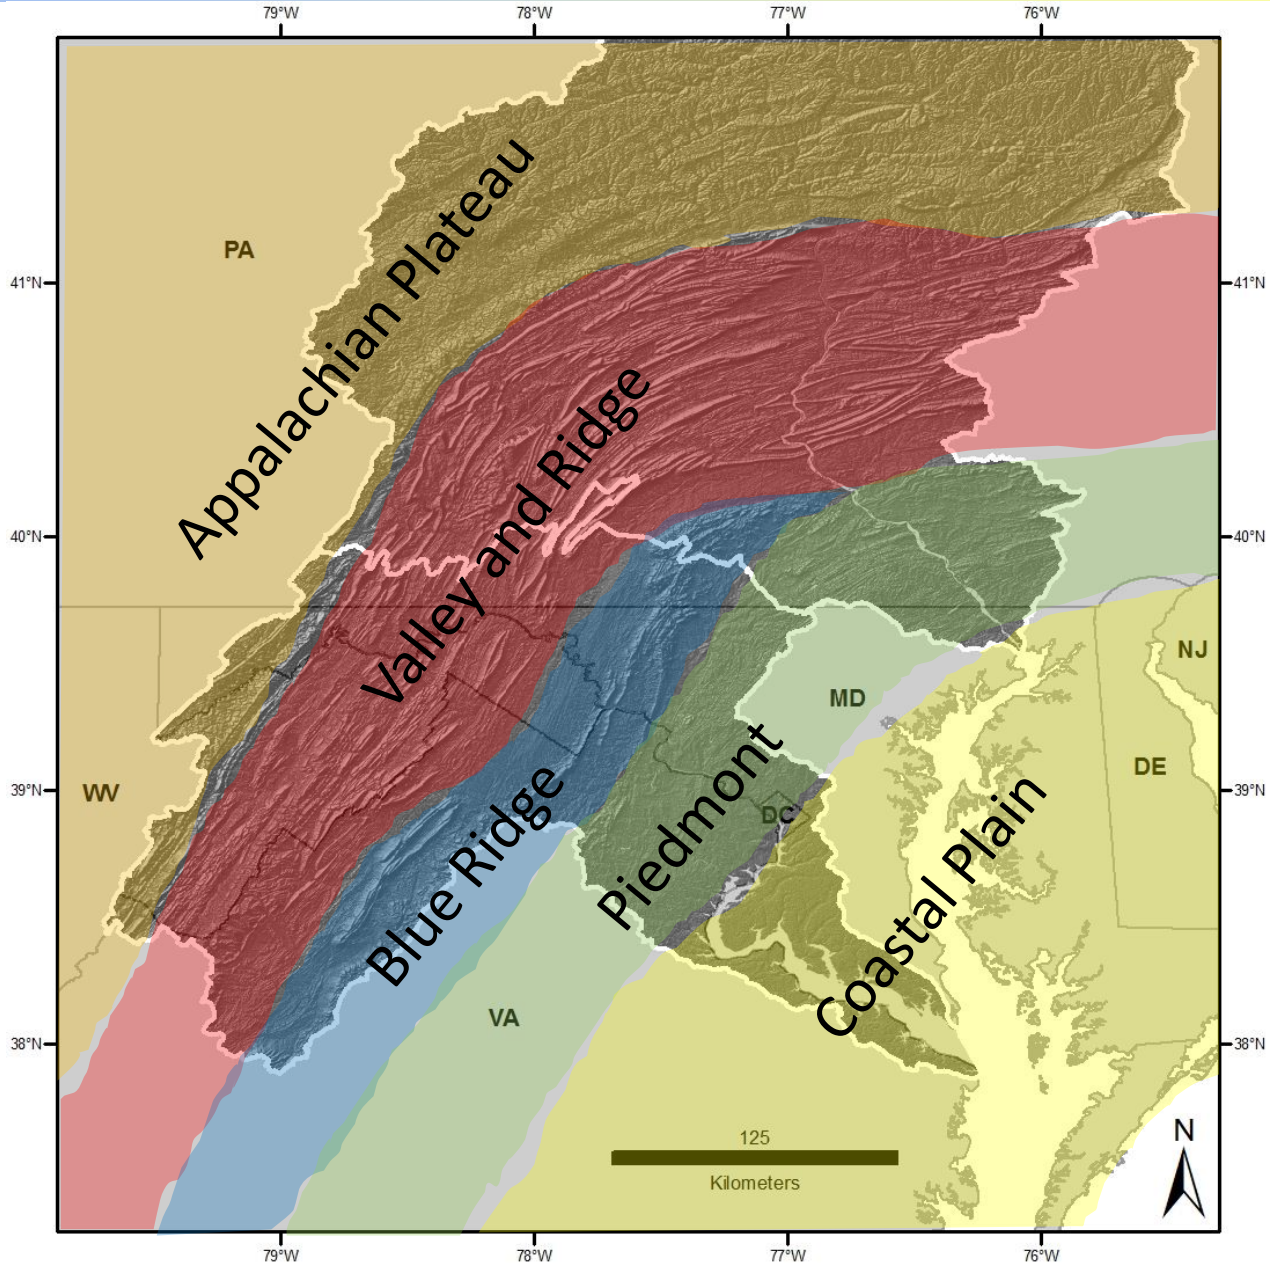 79°W 78°W 77°W 76°W
PA
Appalachian Plateau
41°N 41°N
Valley and Ridge
40°N 40°N
NJ
MD
DE
WV
39°N 39°N
DC
Blue Ridge
Piedmont
Coastal Plain
VA
38°N 38°N
125
Kilometers
N
79°W 78°W 77°W 76°W